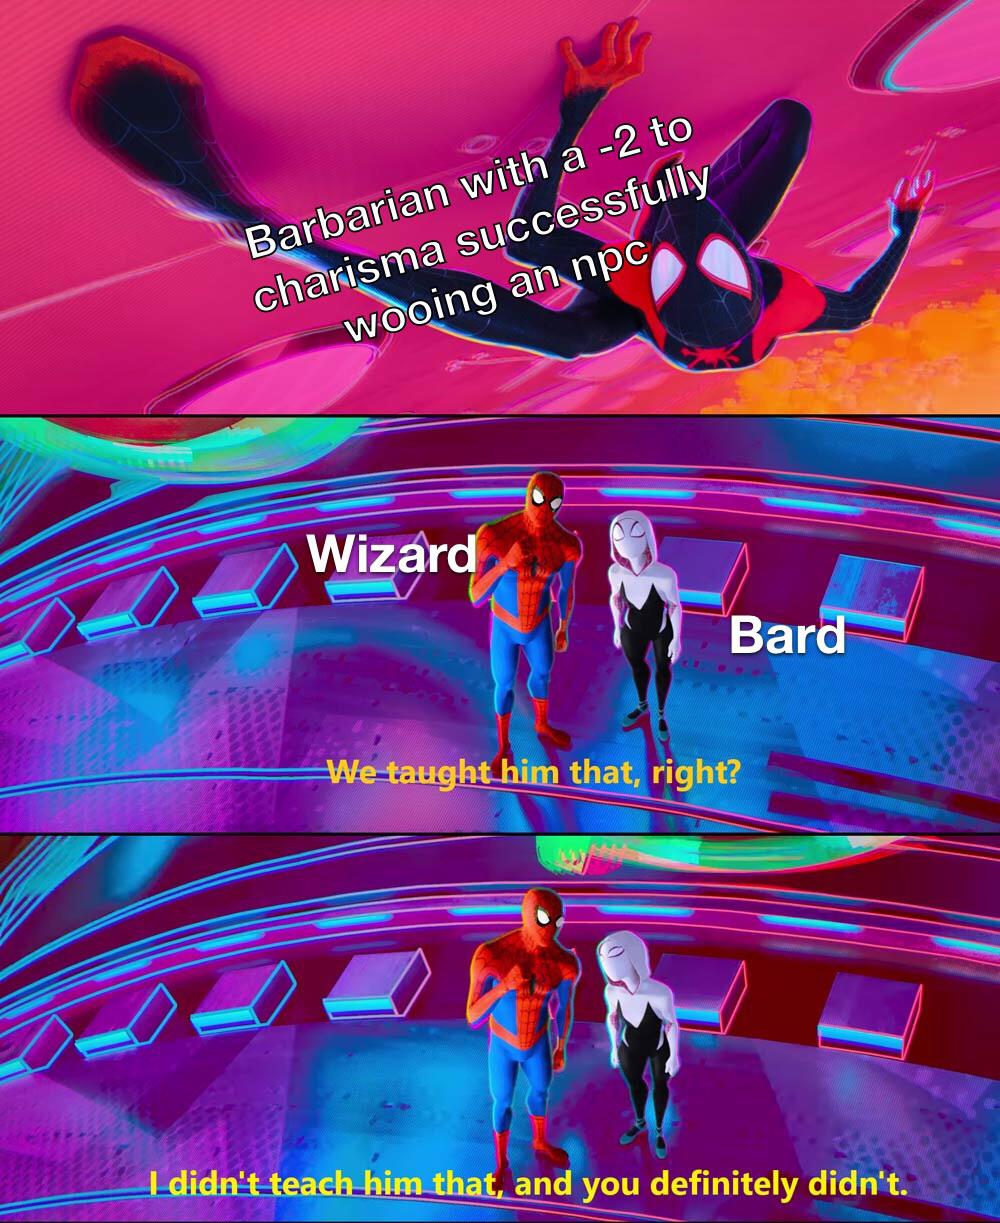 Barbarian with a -2 to
charisma successfully
wooing an npc
Wizard
Bard
We taught him that, right?
I didn't teach him that, and you definitely didn't.